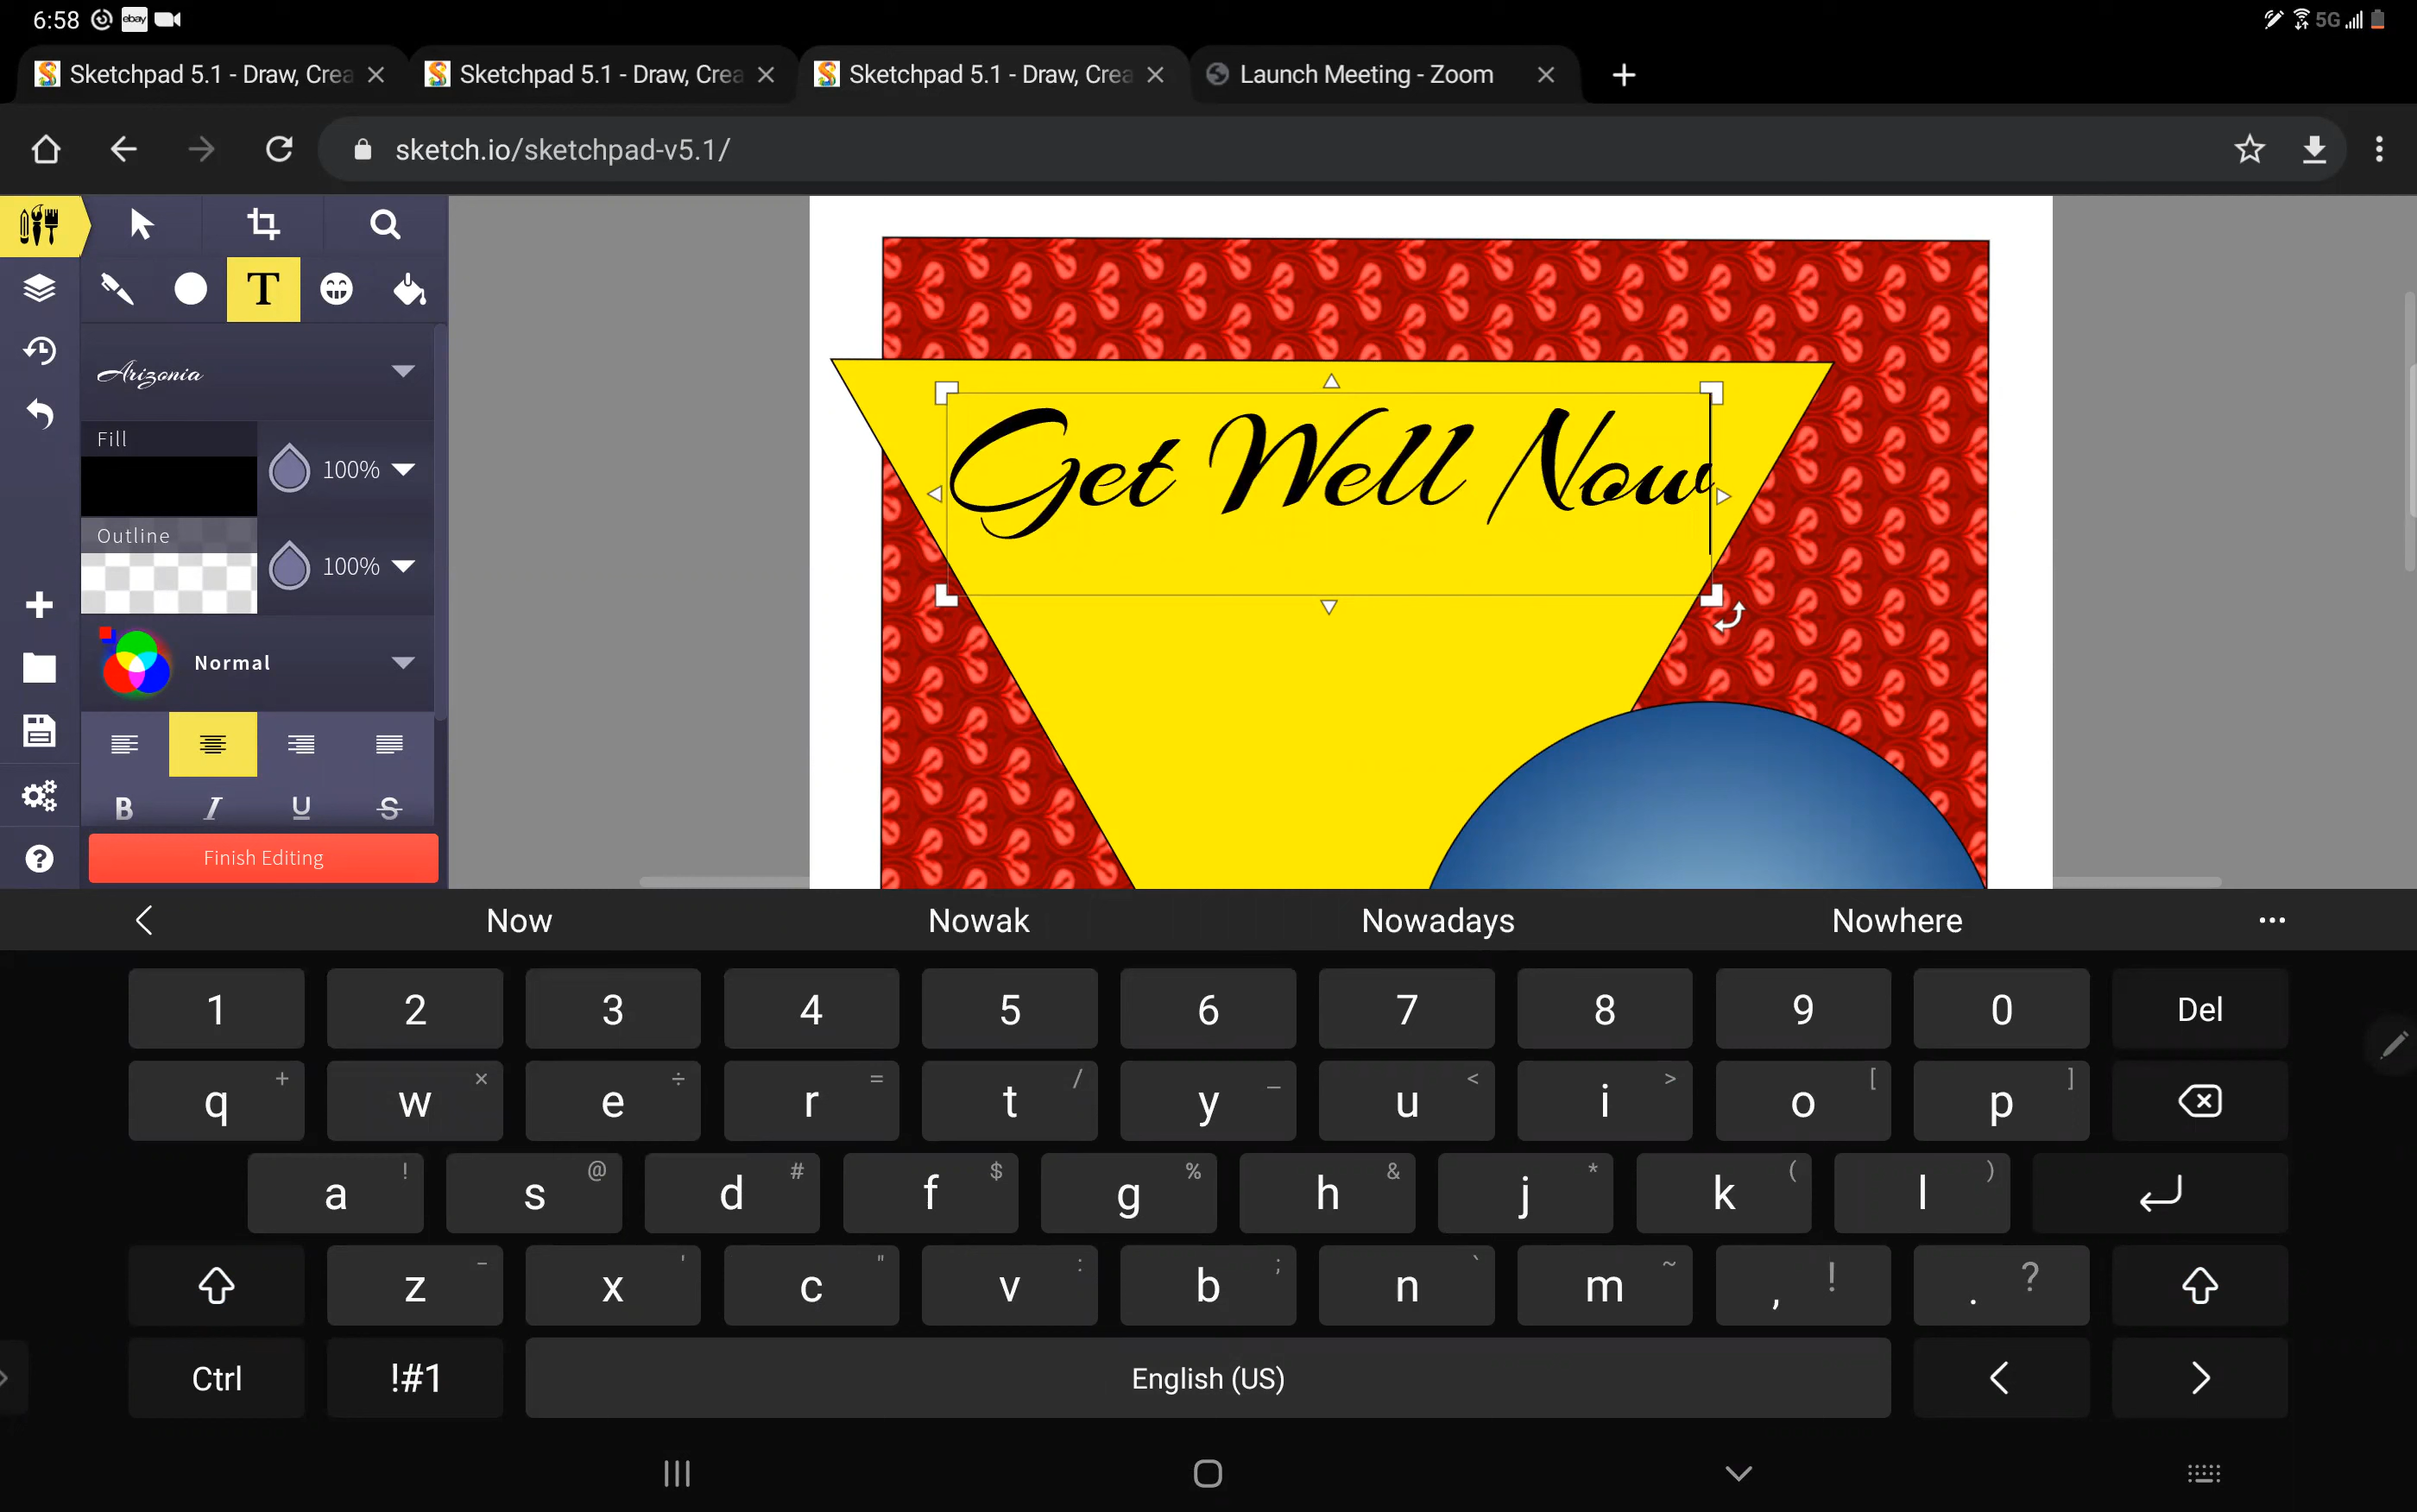 6:58 ebay 5G
Sketchpad 5.1 - Draw, Crea
Sketchpad 5.1 - Draw, Crea
Sketchpad 5.1 - Draw, Crea
Launch Meeting - Zoom
sketch.io/sketchpad-v5.1/
T
Arizonia
Fill
100%
Outline
100%
Normal
B I U S
Finish Editing
Get Well Now
Now Nowak Nowadays Nowhere ...
1 2 3 4 5 6 7 8 9 0 Del
q + w × e ÷ r = t / y _ u < i > o [ p ]
a ! s @ d # f $ g % h & j * k ( l )
z - x ' c " v : b ; n ` m ~ , ! . ?
Ctrl !#1 English (US) < >